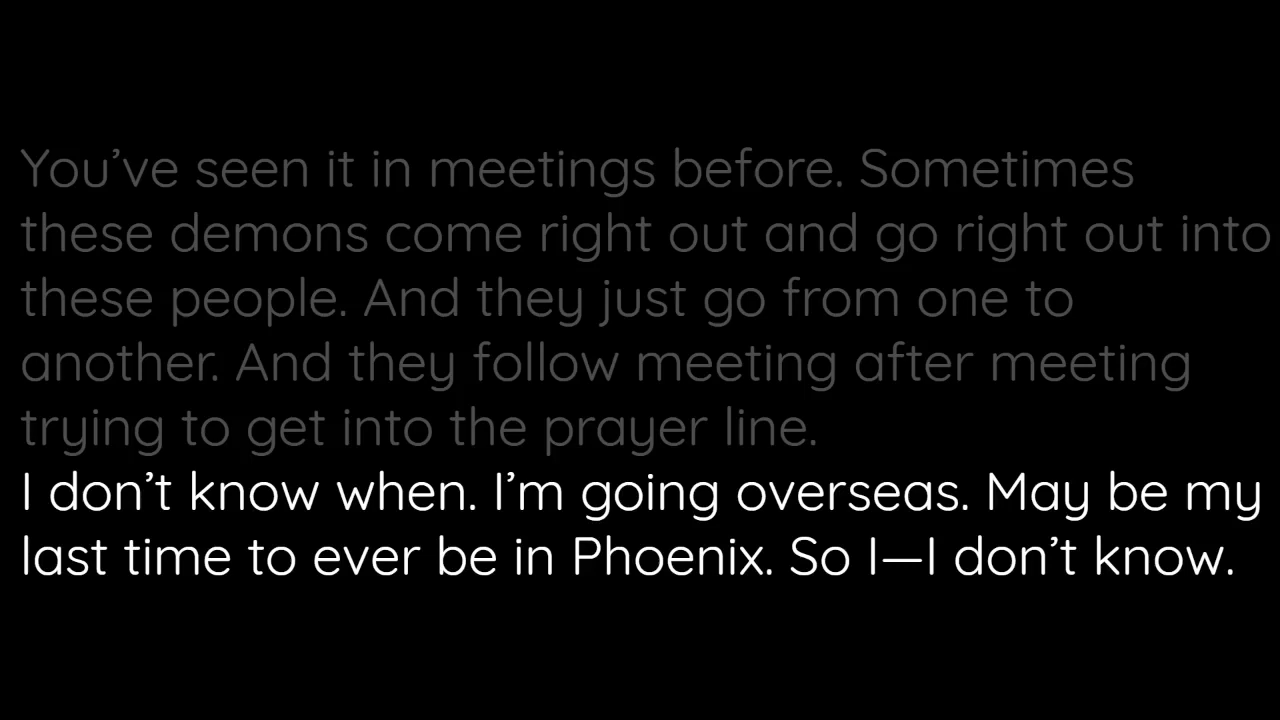 You’ve seen it in meetings before. Sometimes
these demons come right out and go right out into
these people. And they just go from one to
another. And they follow meeting after meeting
trying to get into the prayer line.
I don’t know when. I’m going overseas. May be my
last time to ever be in Phoenix. So I—I don’t know.